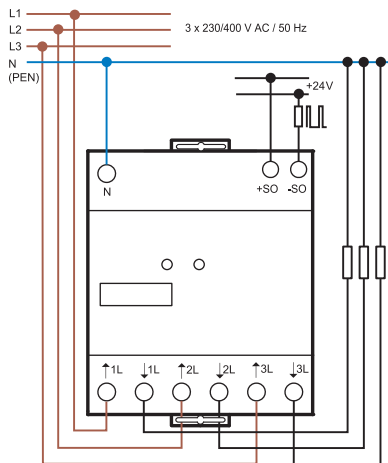 L1
L2
L3
N
(PEN)
3 x 230/400 V AC / 50 Hz
+24V
N
+SO
-SO
↑1L
↓1L
↑2L
↓2L
↑3L
↓3L